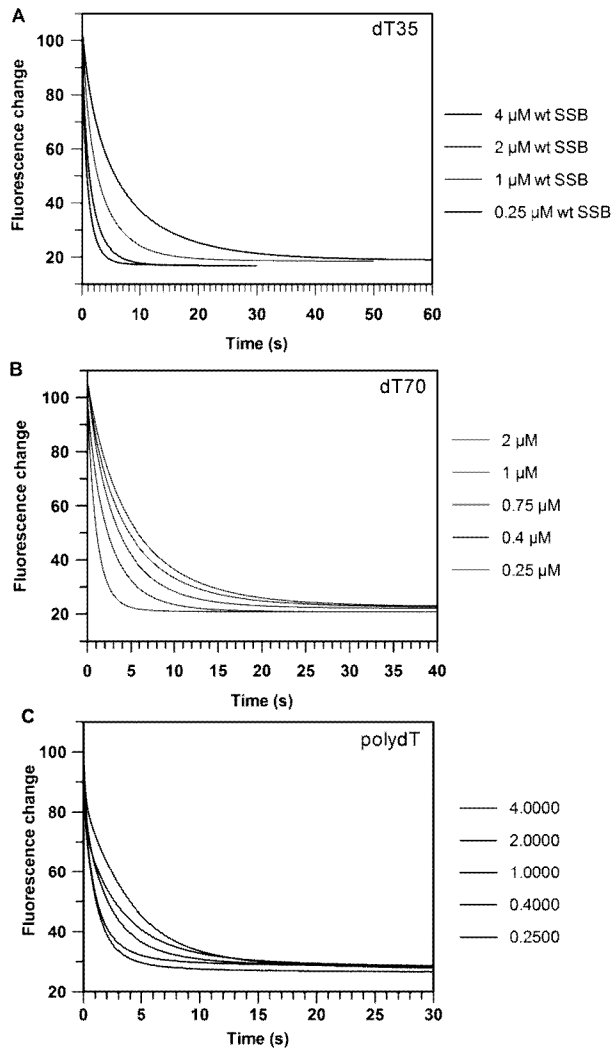 A
dT35
Fluorescence change
100
80
60
40
20
0 10 20 30 40 50 60
Time (s)
4 µM wt SSB
2 µM wt SSB
1 µM wt SSB
0.25 µM wt SSB
B
dT70
Fluorescence change
100
80
60
40
20
0 5 10 15 20 25 30 35 40
Time (s)
2 µM
1 µM
0.75 µM
0.4 µM
0.25 µM
C
polydT
Fluorescence change
100
80
60
40
20
0 5 10 15 20 25 30
Time (s)
4.0000
2.0000
1.0000
0.4000
0.2500